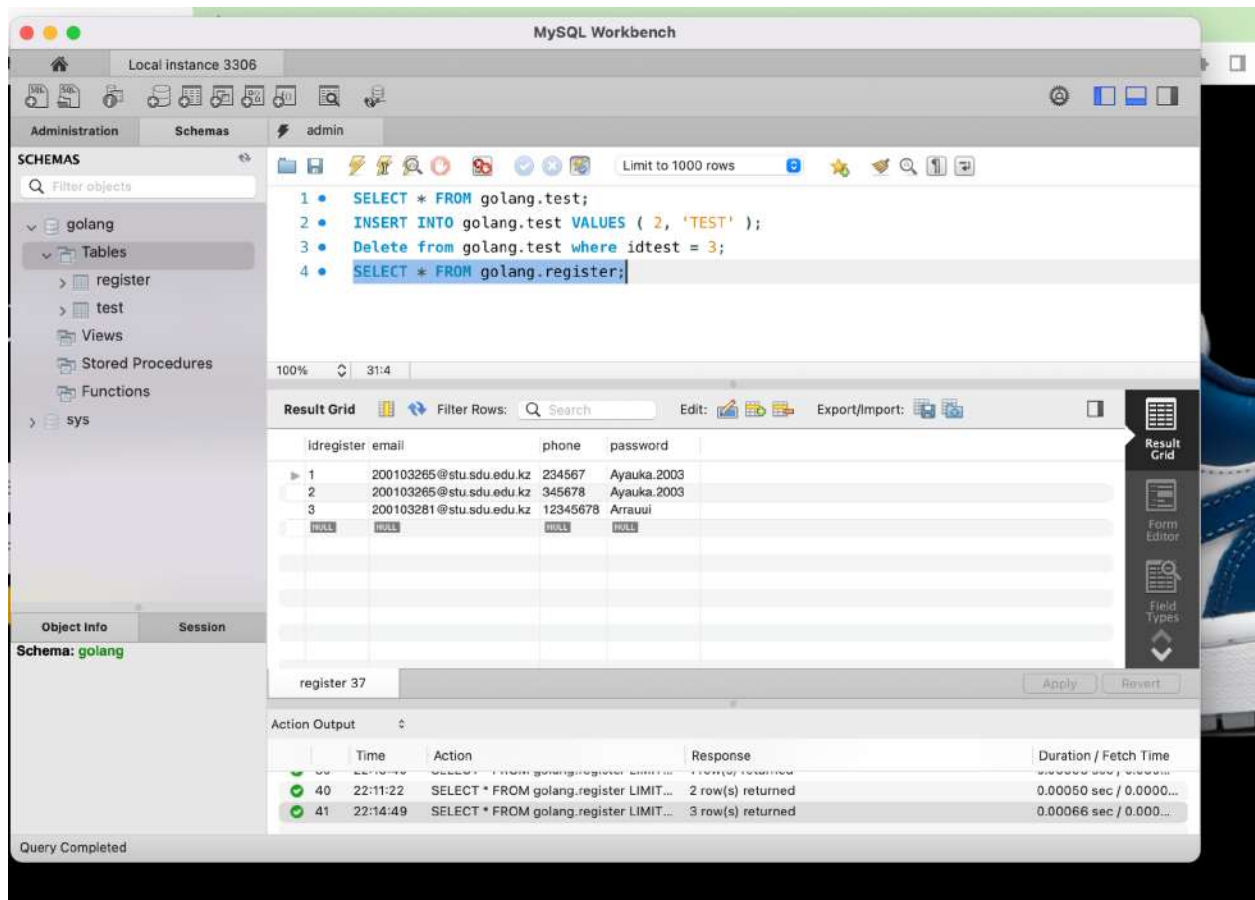 MySQL Workbench
Local instance 3306
Administration Schemas admin
SCHEMAS
Limit to 1000 rows
Filter objects
1 SELECT * FROM golang.test;
2 INSERT INTO golang.test VALUES ( 2, 'TEST' );
3 Delete from golang.test where idtest = 3;
4 SELECT * FROM golang.register;
golang
Tables
register
test
Views
Stored Procedures
Functions
sys
100% 31:4
Result Grid Filter Rows: Search Edit: Export/Import:
Result
Grid
Form
Editor
Field
Types
idregister email phone password
1 200103265@stu.sdu.edu.kz 234567 Ayauka.2003
2 200103265@stu.sdu.edu.kz 345678 Ayauka.2003
3 200103281@stu.sdu.edu.kz 12345678 Arrauui
NULL NULL NULL NULL
Object Info Session
Schema: golang
register 37 Apply Revert
Action Output
Time Action Response Duration / Fetch Time
40 22:11:22 SELECT * FROM golang.register LIMIT... 2 row(s) returned 0.00050 sec / 0.0000...
41 22:14:49 SELECT * FROM golang.register LIMIT... 3 row(s) returned 0.00066 sec / 0.000...
Query Completed